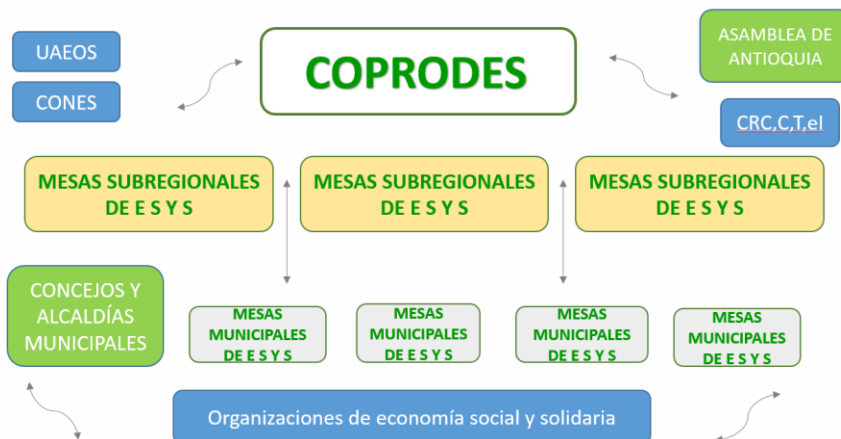 UAEOS
CONES
COPRODES
ASAMBLEA DE
ANTIOQUIA
CRC,C,T,eI
MESAS SUBREGIONALES
DE E S Y S
MESAS SUBREGIONALES
DE E S Y S
MESAS SUBREGIONALES
DE E S Y S
CONCEJOS Y
ALCALDÍAS
MUNICIPALES
MESAS
MUNICIPALES
DE E S Y S
MESAS
MUNICIPALES
DE E S Y S
MESAS
MUNICIPALES
DE E S Y S
MESAS
MUNICIPALES
DE E S Y S
Organizaciones de economía social y solidaria